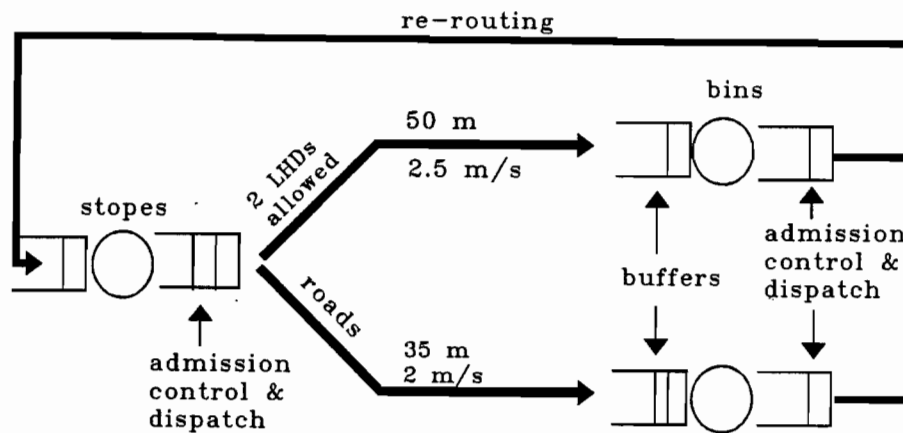 re-routing
bins
50 m
2.5 m/s
2 LHDs
allowed
stopes
admission
control &
dispatch
buffers
roads
35 m
2 m/s
admission
control &
dispatch